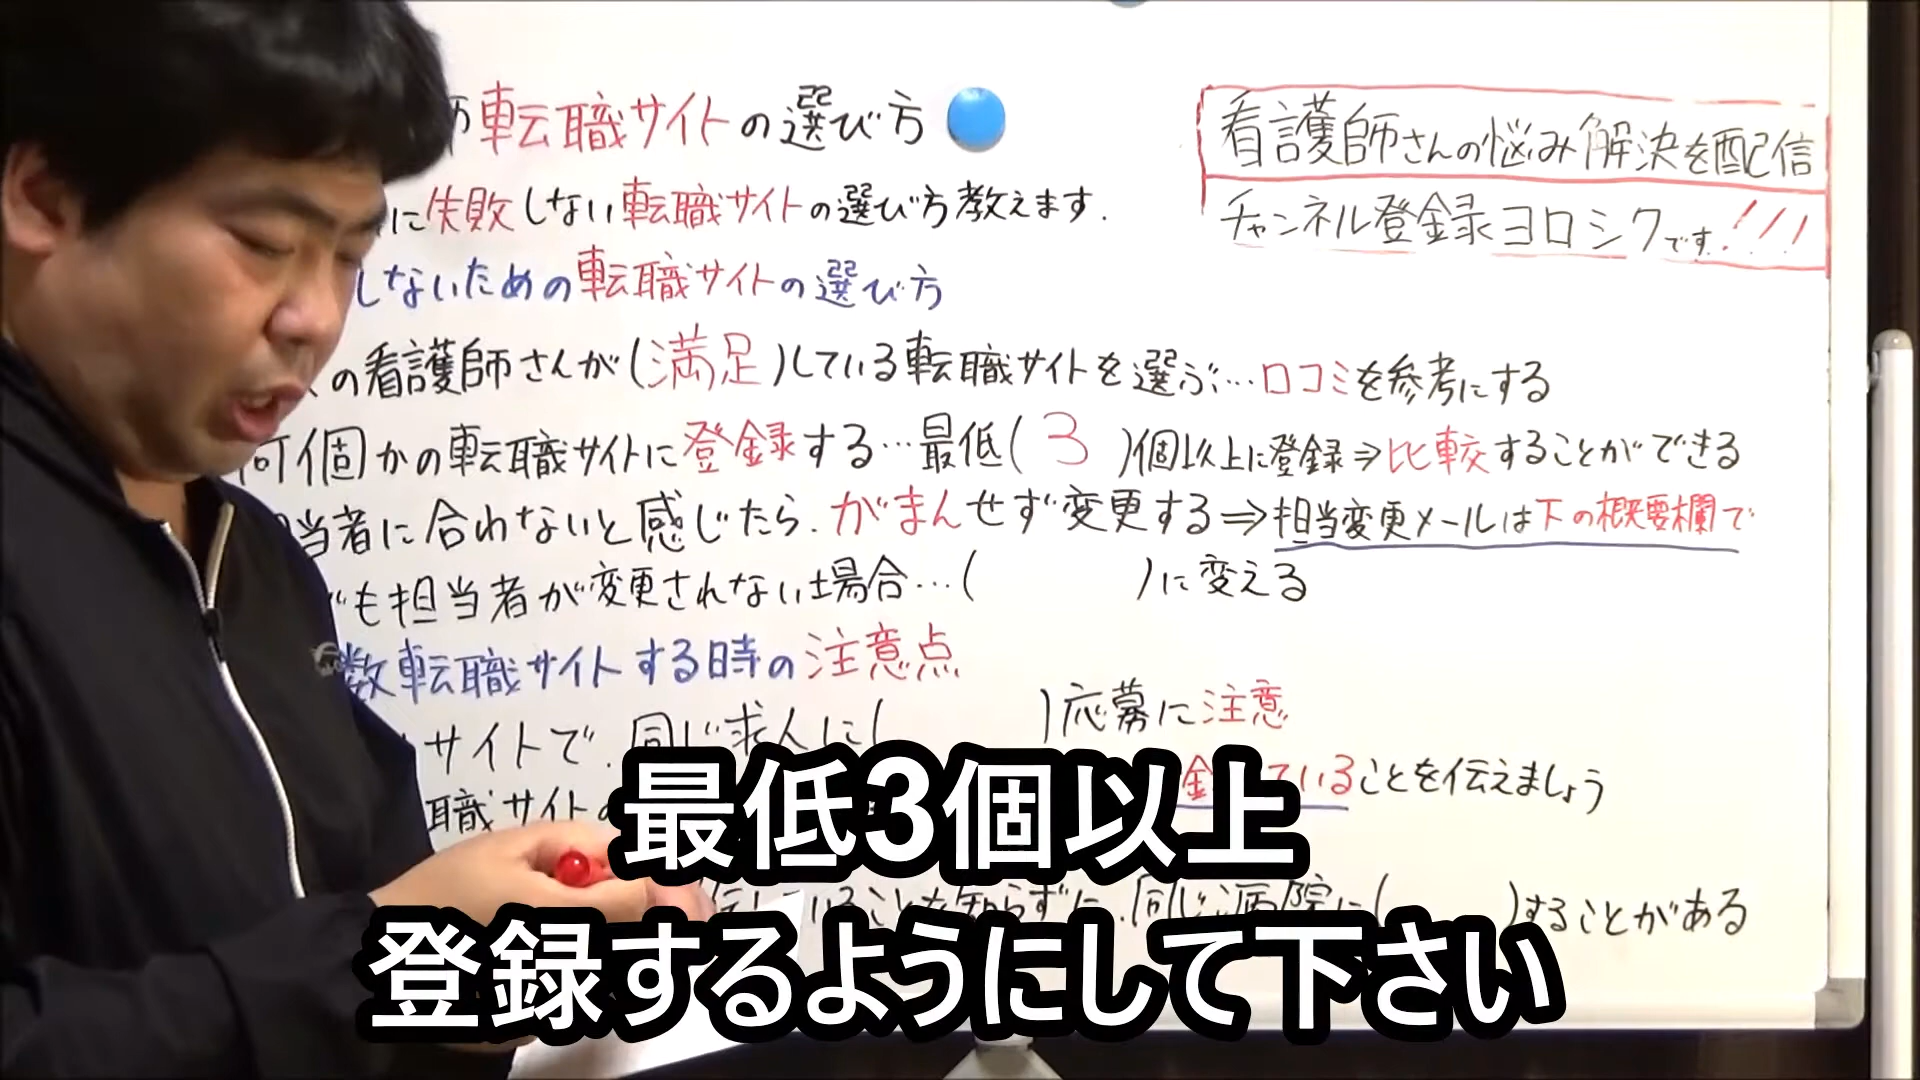 転職サイトの選び方
に失敗しない転職サイトの選び方教えます.
しないための転職サイトの選び方
の看護師さんが(満足)している転職サイトを選ぶ…口コミを参考にする
何個かの転職サイトに登録する…最低(3)個以上に登録⇒比較することができる
当者に合わないと感じたら.がまんせず変更する⇒担当変更メールは下の概要欄で
でも担当者が変更されない場合…( )に変える
数転職サイトする時の注意点
サイトで.同じ求人に( )応募に注意
職サイトの
ていることを伝えましょう
いることを知らずに.同じ病院に( )することがある
看護師さんの悩み解決を配信
チャンネル登録ヨロシクです.!!!
最低3個以上
登録するようにして下さい